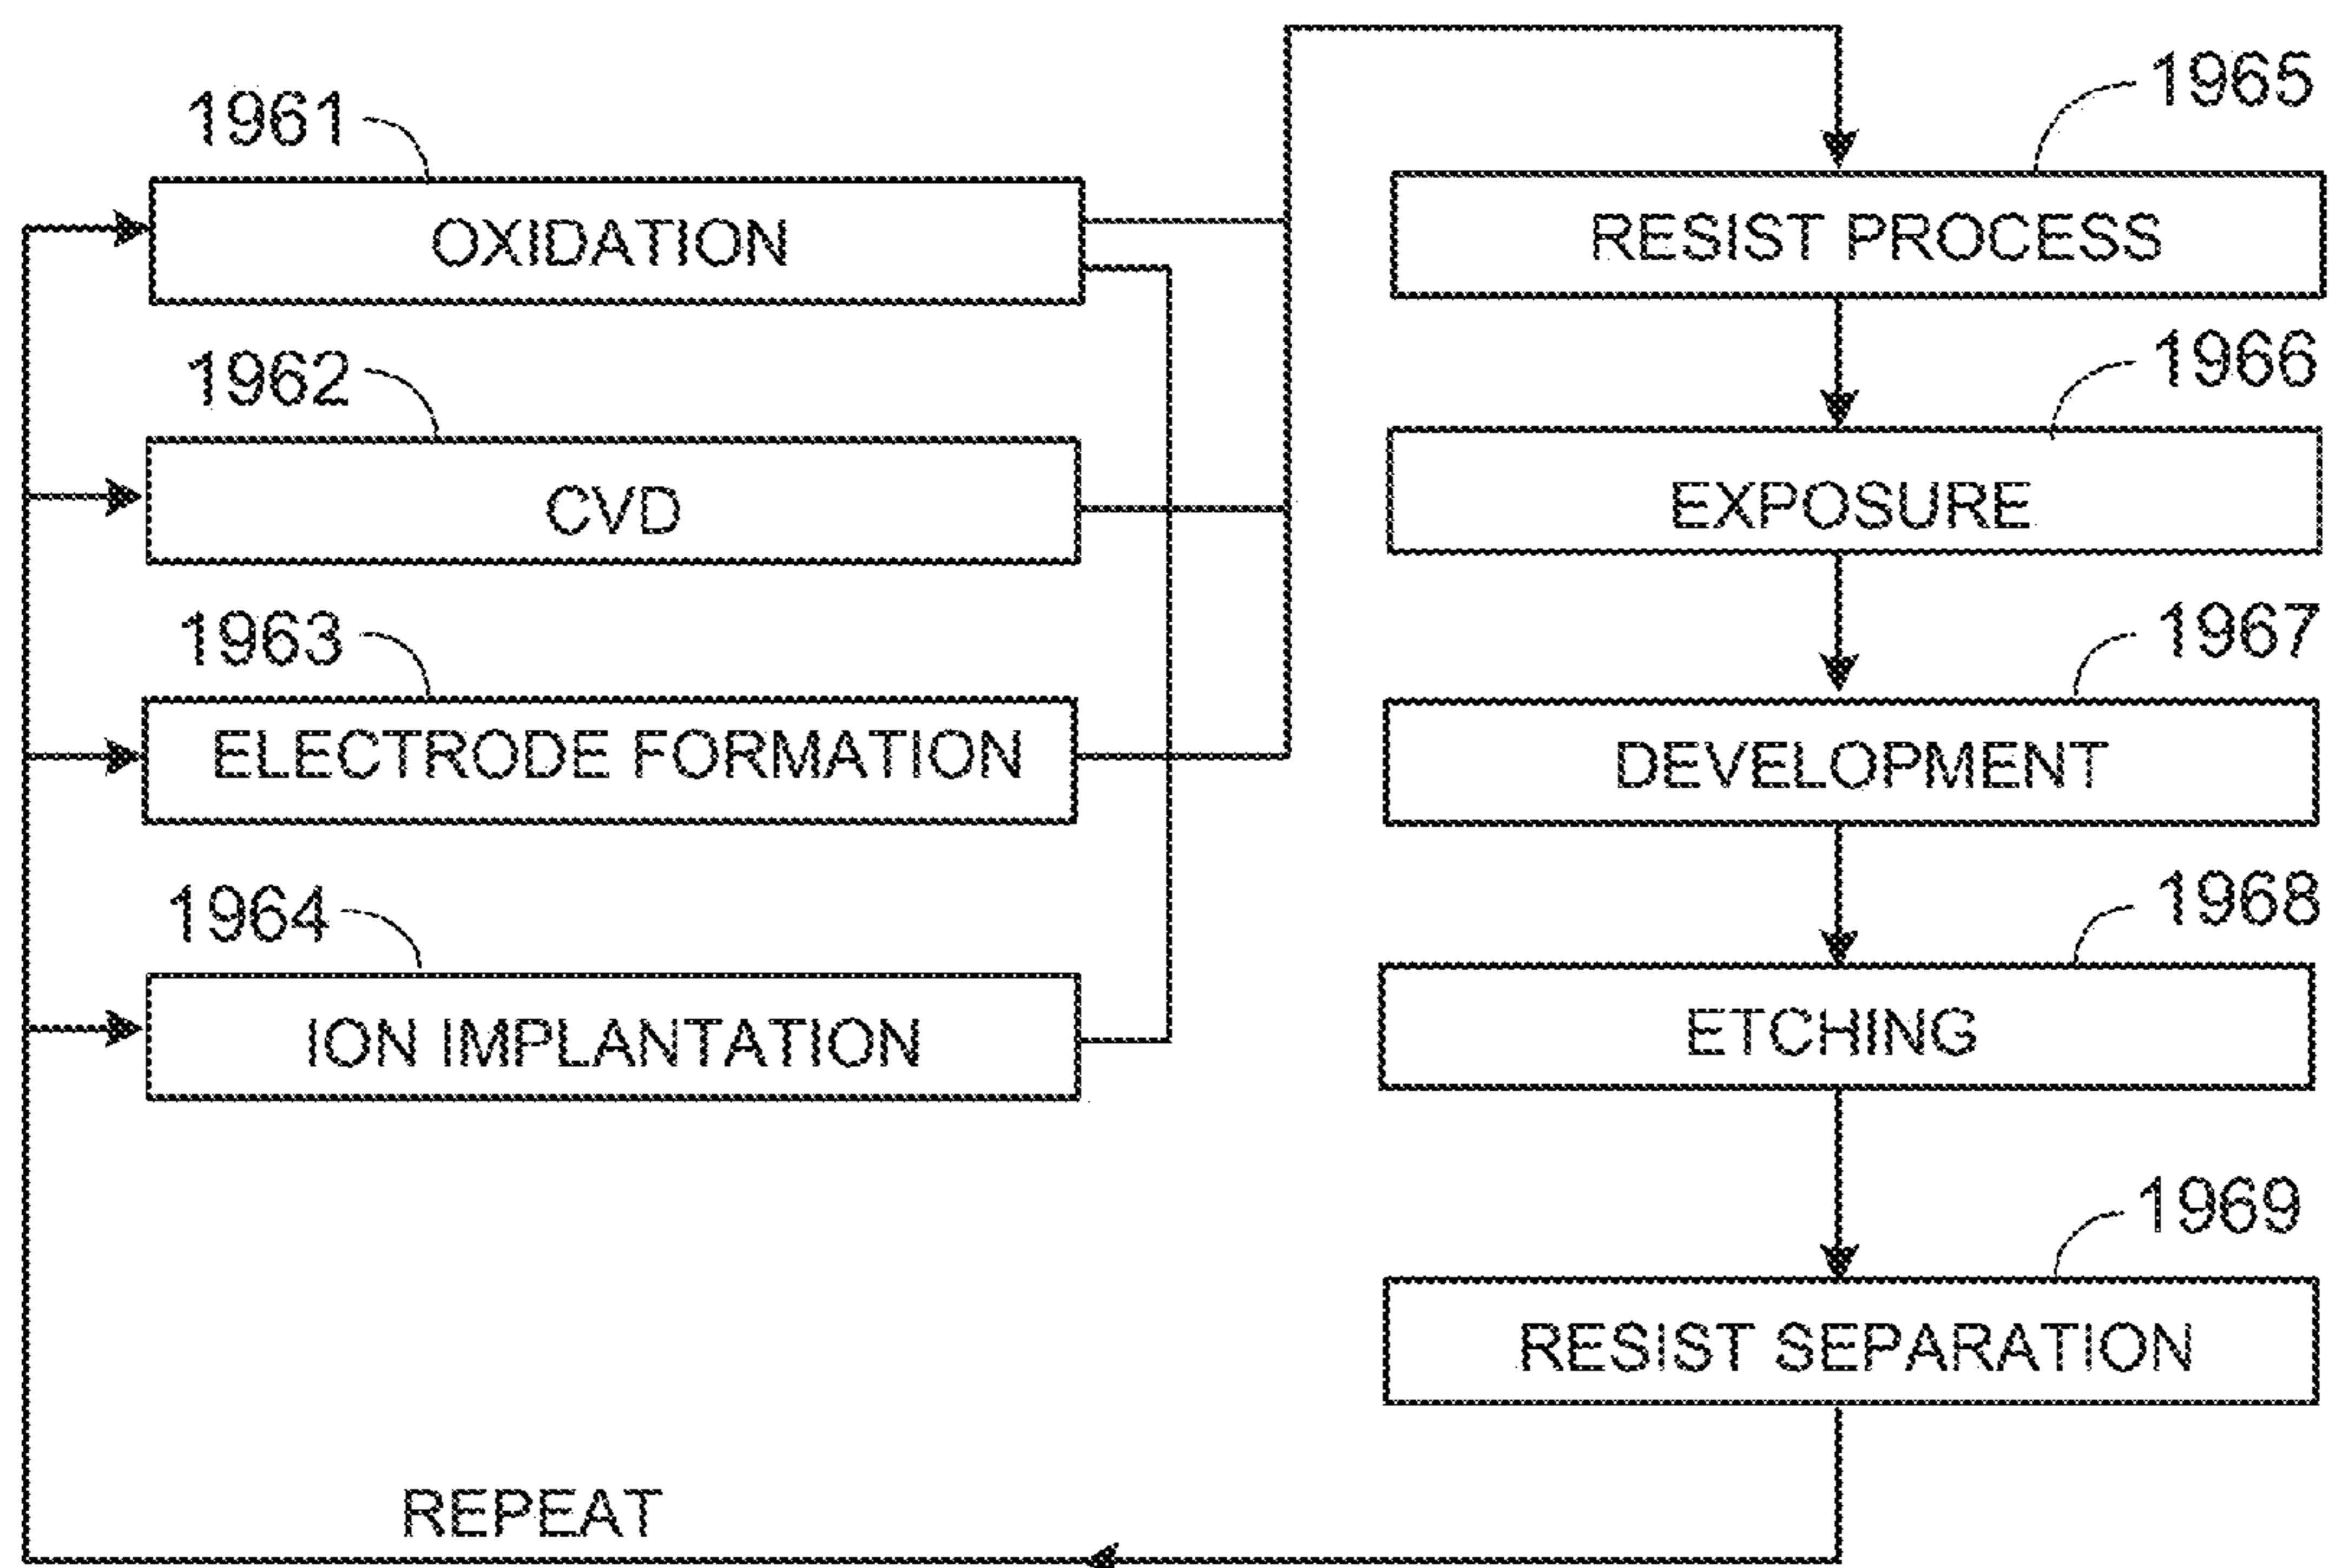 1961
OXIDATION
1962
CVD
1963
ELECTRODE FORMATION
1964
ION IMPLANTATION
1965
RESIST PROCESS
1966
EXPOSURE
1967
DEVELOPMENT
1968
ETCHING
1969
RESIST SEPARATION
REPEAT